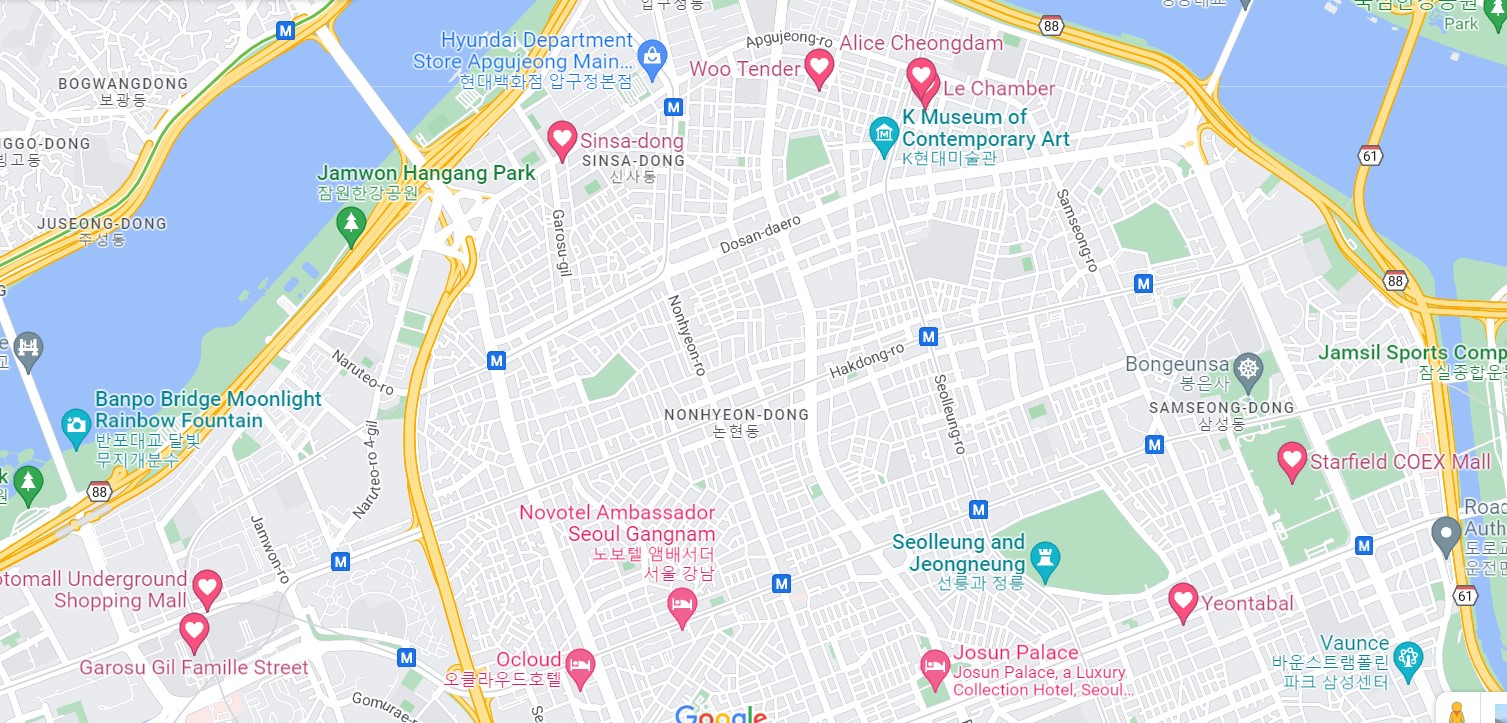 압구정동
88
Park
M
Apgujeong-ro
Alice Cheongdam
Hyundai Department
Store Apgujeong Main...
현대백화점 압구정본점
Woo Tender
BOGWANGDONG
보광동
Le Chamber
M
K Museum of
Contemporary Art
K현대미술관
GGO-DONG
빙고동
Sinsa-dong
SINSA-DONG
신사동
61
Jamwon Hangang Park
잠원한강공원
JUSEONG-DONG
주성동
Garosu-gil
Dosan-daero
Samseong-ro
M
88
Nonhyeon-ro
M
M
Naruteo-ro
Hakdong-ro
Jamsil Sports Comp
잠실종합운동
Bongeunsa
봉은사
Seolleung-ro
Banpo Bridge Moonlight
Rainbow Fountain
반포대교 달빛
무지개분수
NONHYEON-DONG
논현동
SAMSEONG-DONG
삼성동
M
Naruteo-ro 4-gil
Starfield COEX Mall
88
M
Novotel Ambassador
Seoul Gangnam
노보텔 앰배서더
서울 강남
Road
Auth
도로교
운전면
Jamwon-ro
Seolleung and
Jeongneung
선릉과 정릉
M
M
M
otomall Underground
Shopping Mall
61
Yeontabal
Garosu Gil Famille Street
M
Ocloud
오클라우드호텔
Josun Palace
Josun Palace, a Luxury
Collection Hotel, Seoul...
Vaunce
바운스트램폴린
파크 삼성센터
Gomurae-r
Se
Google